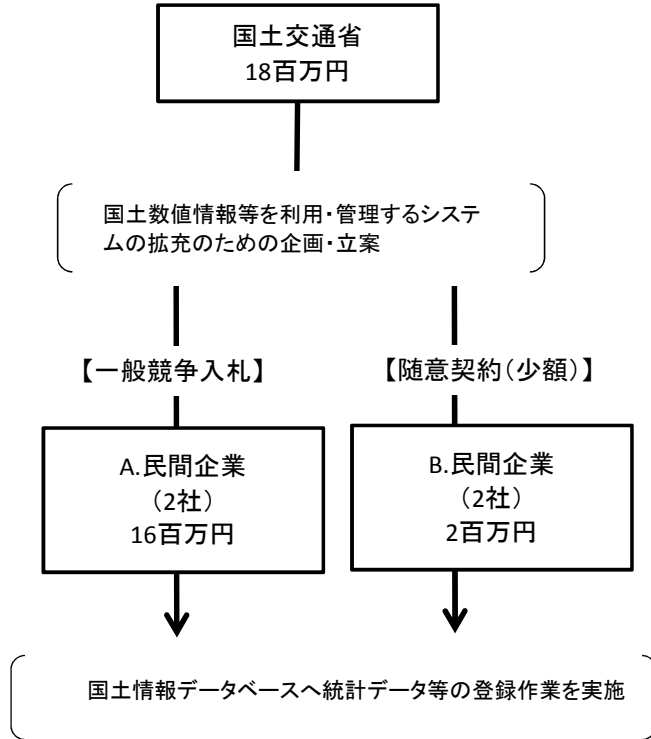 国土交通省
18百万円
国土数値情報等を利用・管理するシステ
ムの拡充のための企画・立案
【一般競争入札】
【随意契約（少額）】
A.民間企業
（2社）
16百万円
B.民間企業
（2社）
2百万円
国土情報データベースへ統計データ等の登録作業を実施